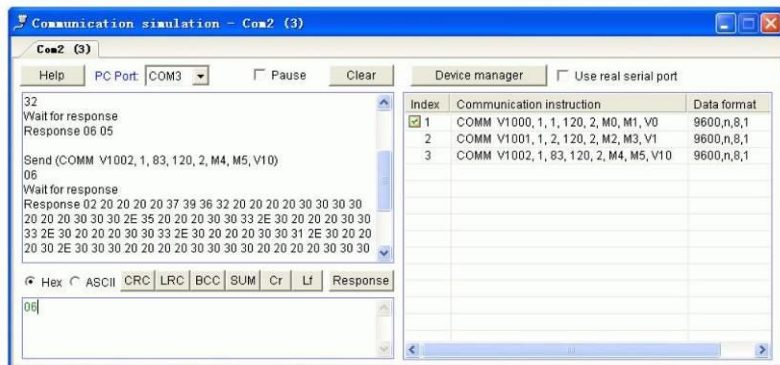 Communication simulation - Com2 (3)
Com2 (3)
Help PC Port: COM3 Pause Clear
32
Wait for response
Response 06 05
Send (COMM V1002, 1, 83, 120, 2, M4, M5, V10)
06
Wait for response
Response 02 20 20 20 20 37 39 36 32 20 20 20 20 30 30 30 30
20 20 20 30 30 30 2E 35 20 20 20 30 30 33 2E 30 20 20 20 30 30
33 2E 30 20 20 20 30 30 33 2E 30 20 20 20 30 30 31 2E 30 20 20
20 30 2E 30 30 30 20 20 20 20 30 30 30 30 20 20 20 20 30 30 30
Hex ASCII CRC LRC BCC SUM Cr Lf Response
06
Device manager Use real serial port
Index Communication instruction Data format
1 COMM V1000, 1, 1, 120, 2, M0, M1, V0 9600,n,8,1
2 COMM V1001, 1, 2, 120, 2, M2, M3, V1 9600,n,8,1
3 COMM V1002, 1, 83, 120, 2, M4, M5, V10 9600,n,8,1